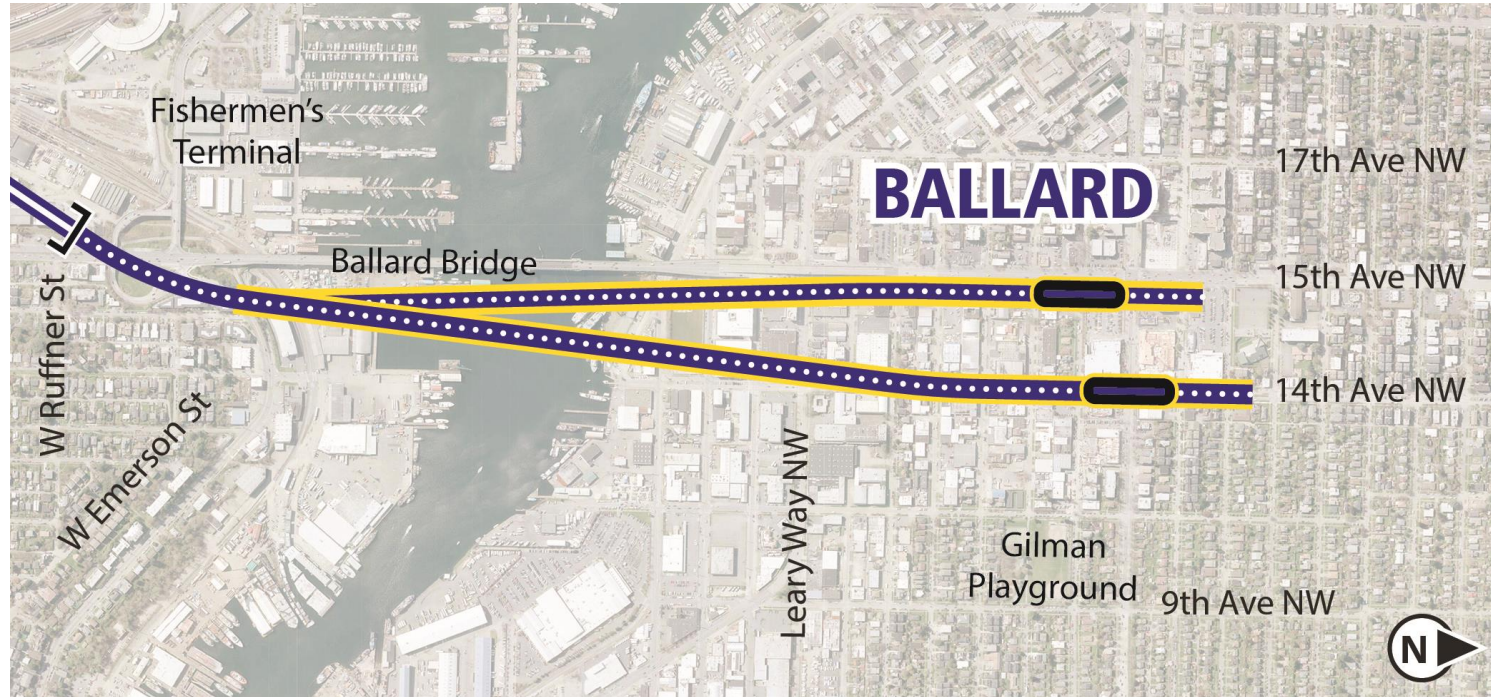 Fishermen's
Terminal
17th Ave NW
BALLARD
Ballard Bridge
15th Ave NW
W Ruffner St
14th Ave NW
W Emerson St
Leary Way NW
Gilman
Playground
9th Ave NW
N